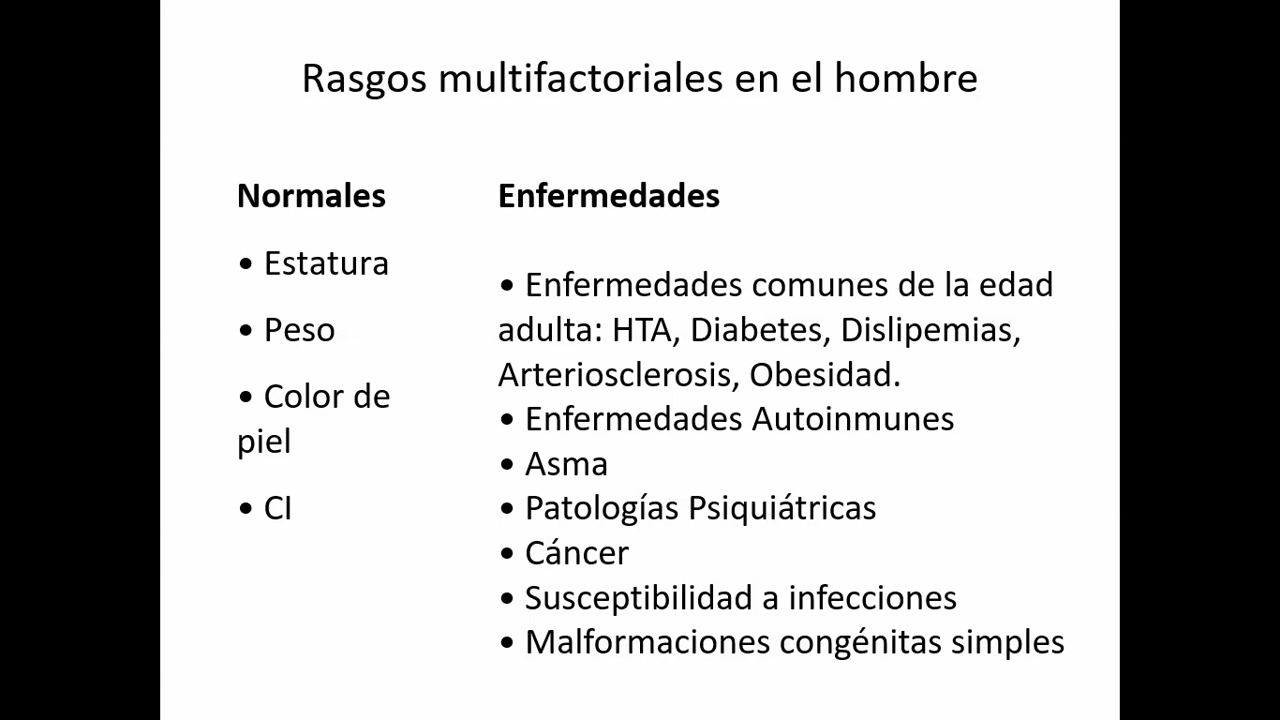 Rasgos multifactoriales en el hombre
Normales
• Estatura
• Peso
• Color de
piel
• CI
Enfermedades
• Enfermedades comunes de la edad
adulta: HTA, Diabetes, Dislipemias,
Arteriosclerosis, Obesidad.
• Enfermedades Autoinmunes
• Asma
• Patologías Psiquiátricas
• Cáncer
• Susceptibilidad a infecciones
• Malformaciones congénitas simples